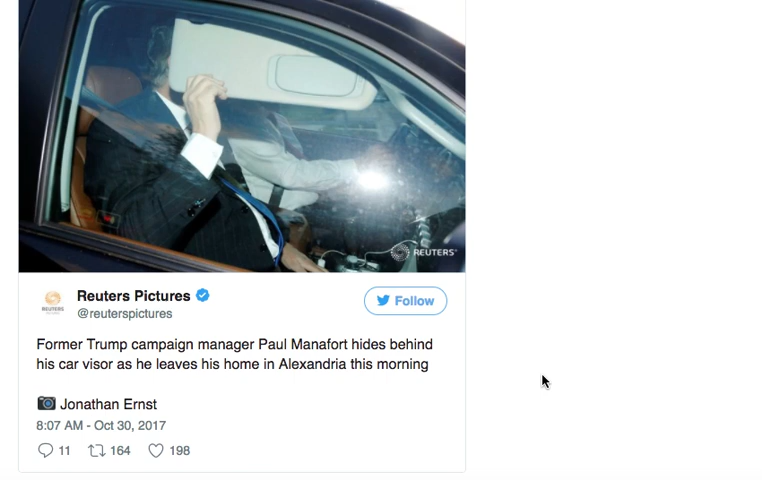 REUTERS
Reuters Pictures
Follow
REUTERS
@reuterspictures
Former Trump campaign manager Paul Manafort hides behind
his car visor as he leaves his home in Alexandria this morning
Jonathan Ernst
8:07 AM - Oct 30, 2017
11 164 198